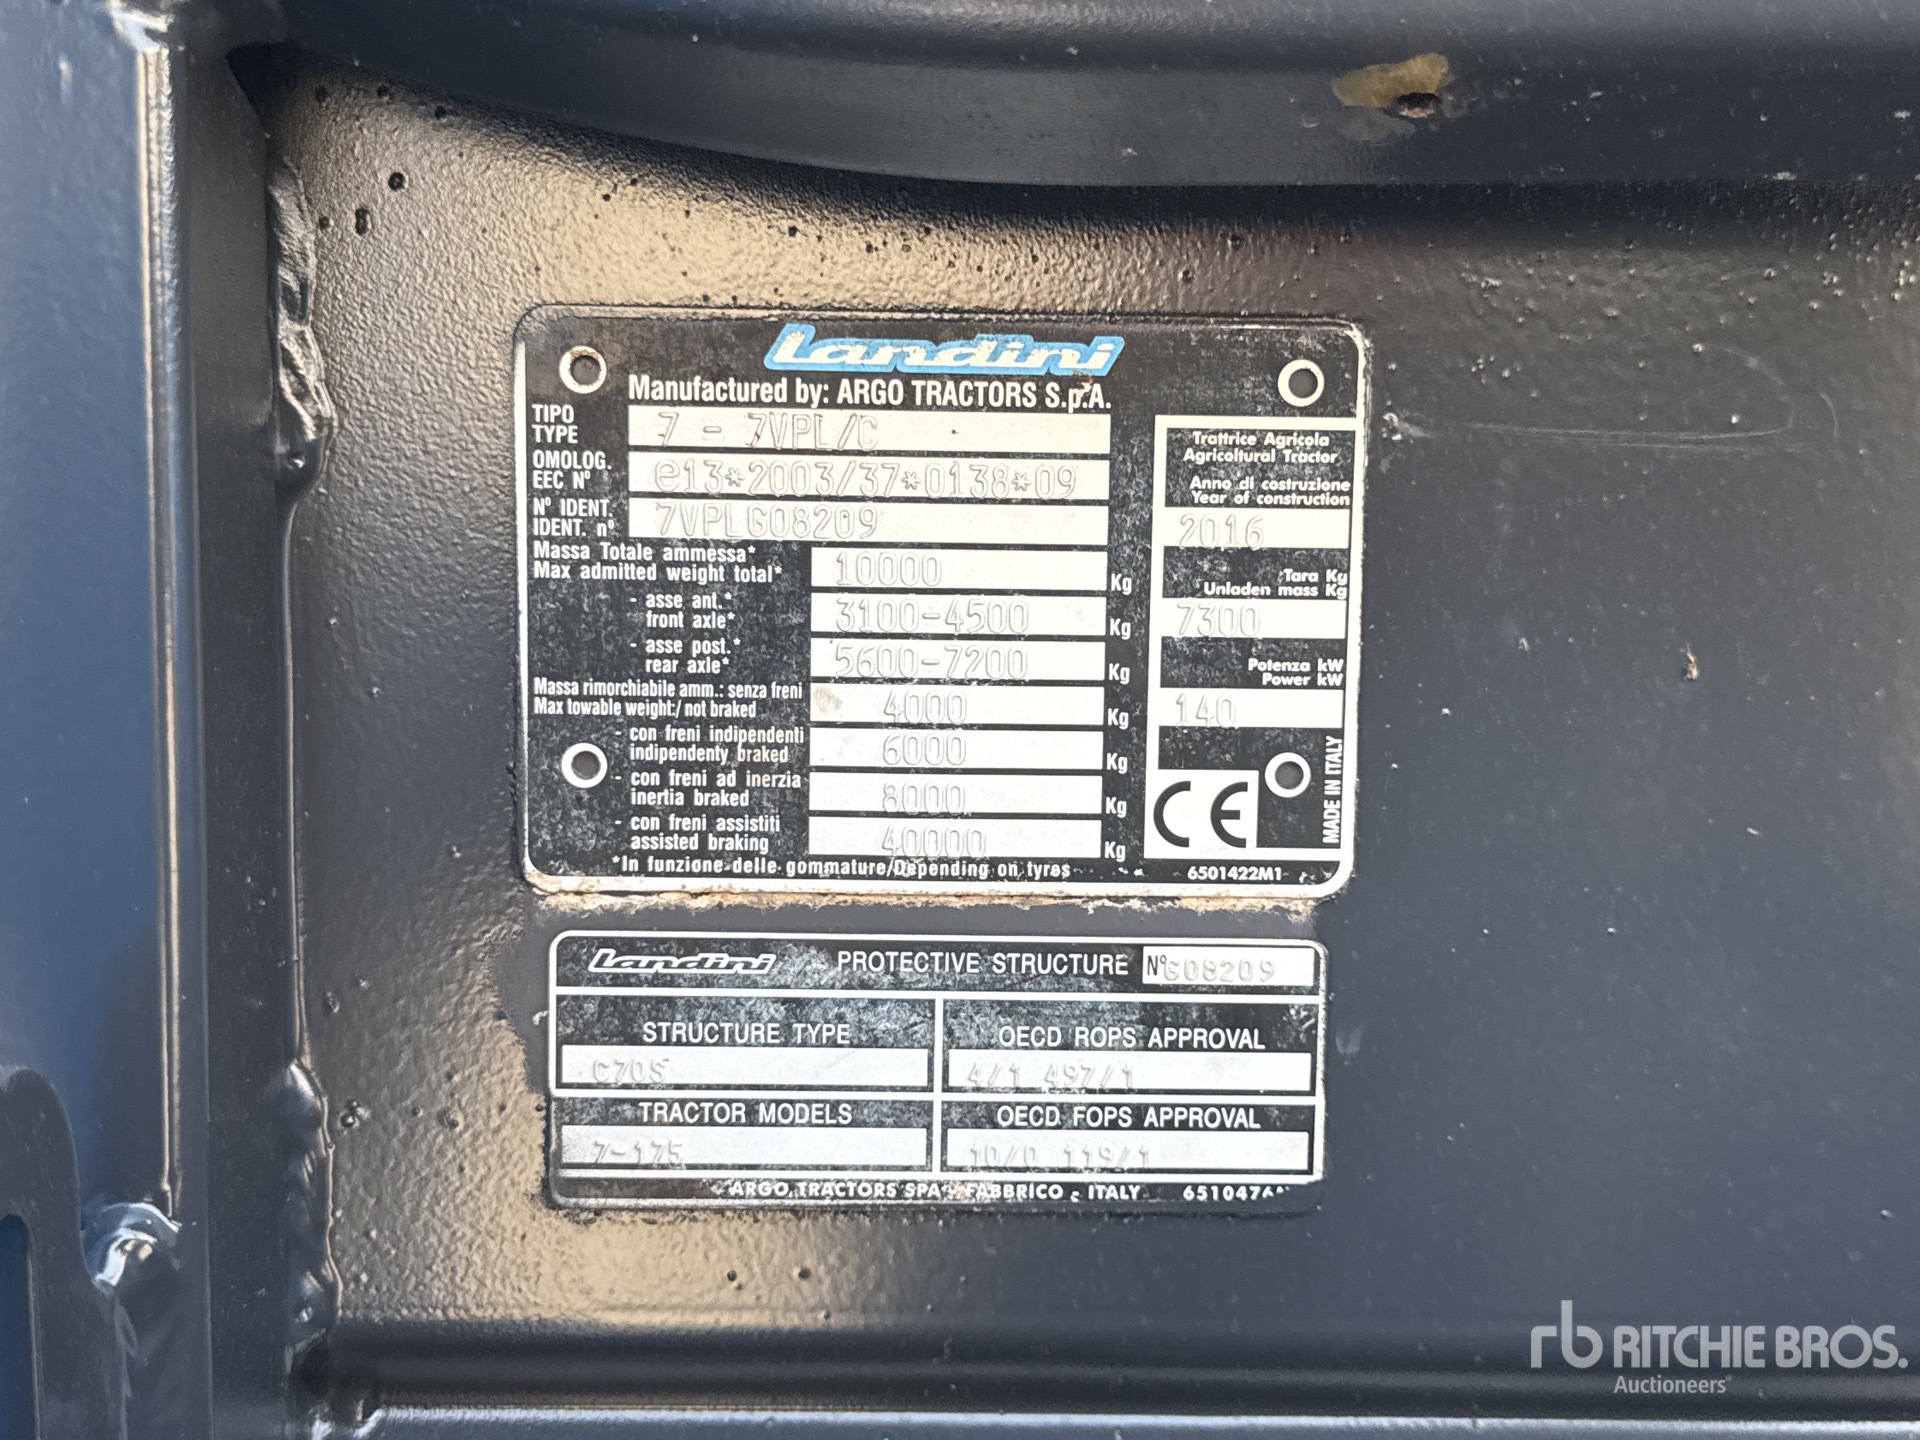 Landini
Manufactured by: ARGO TRACTORS S.p.A.
TIPO
TYPE
7 - 7VPL/C
OMOLOG.
EEC Nº
e13*2003/37*0138*09
Nº IDENT.
IDENT. nº
7VPLG08209
Massa Totale ammessa*
Max admitted weight total*
10000 Kg
- asse ant.*
front axle*
3100-4500 Kg
- asse post.*
rear axle*
5600-7200 Kg
Massa rimorchiabile amm.: senza freni
Max towable weight:/ not braked
4000 Kg
- con freni indipendenti
indipendenty braked
6000 Kg
- con freni ad inerzia
inertia braked
8000 Kg
- con freni assistiti
assisted braking
40000 Kg
*In funzione delle gommature/Depending on tyres
Trattrice Agricola
Agricoltural Tractor
Anno di costruzione
Year of construction
2016
Tara Kg
Unladen mass Kg
7300
Potenza kW
Power kW
140
CE
MADE IN ITALY
6501422M1
Landini PROTECTIVE STRUCTURE Nº G08209
STRUCTURE TYPE
C70S
OECD ROPS APPROVAL
4/1 497/1
TRACTOR MODELS
7-175
OECD FOPS APPROVAL
10/0 119/1
ARGO TRACTORS SPA - FABBRICO - ITALY
rb RITCHIE BROS.
Auctioneers